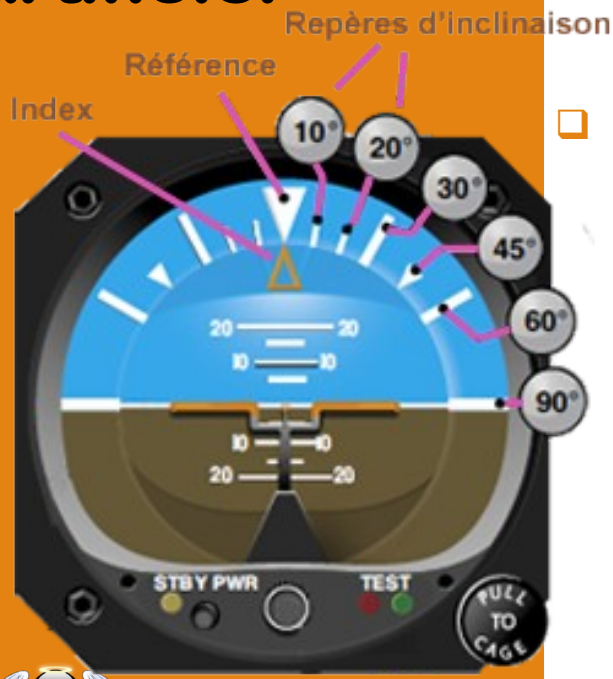 Repères d'inclinaison
Référence
Index
10°
20°
30°
45°
60°
90°
20 20
10 10
10 10
20 20
STBY PWR TEST
PULL
TO
CAGE